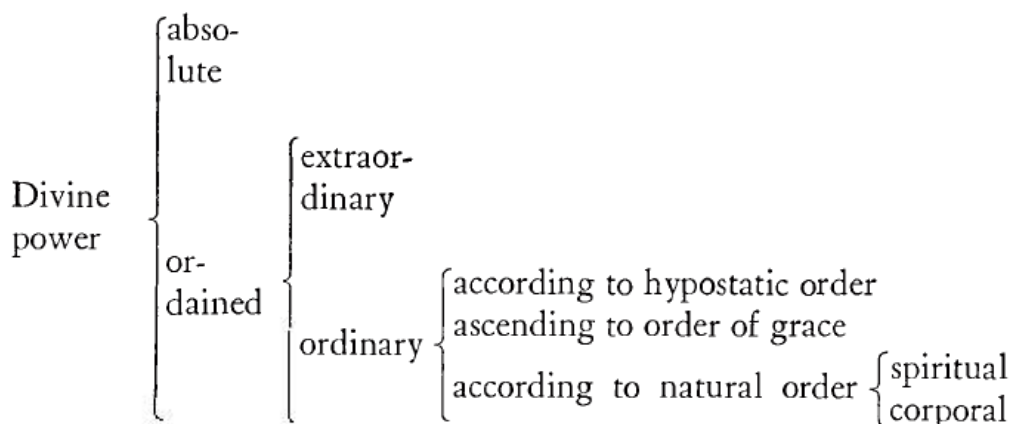 abso-
lute
extraor-
dinary
Divine
power
or-
dained
ordinary
according to hypostatic order
ascending to order of grace
according to natural order
spiritual
corporal